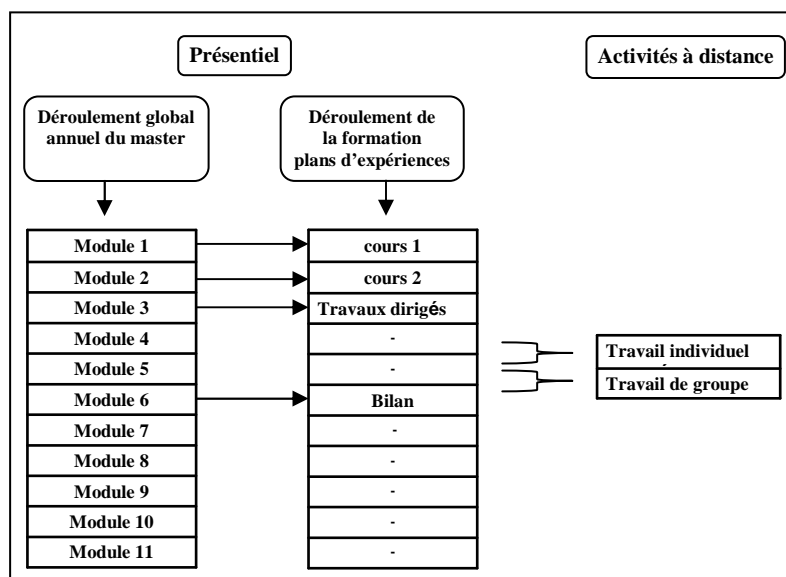 Présentiel
Activités à distance
Déroulement global
annuel du master
Déroulement de
la formation
plans d'expériences
Module 1
cours 1
Module 2
cours 2
Module 3
Travaux dirigés
Module 4
-
Module 5
-
Travail individuel
Travail de groupe
Module 6
Bilan
Module 7
-
Module 8
-
Module 9
-
Module 10
-
Module 11
-